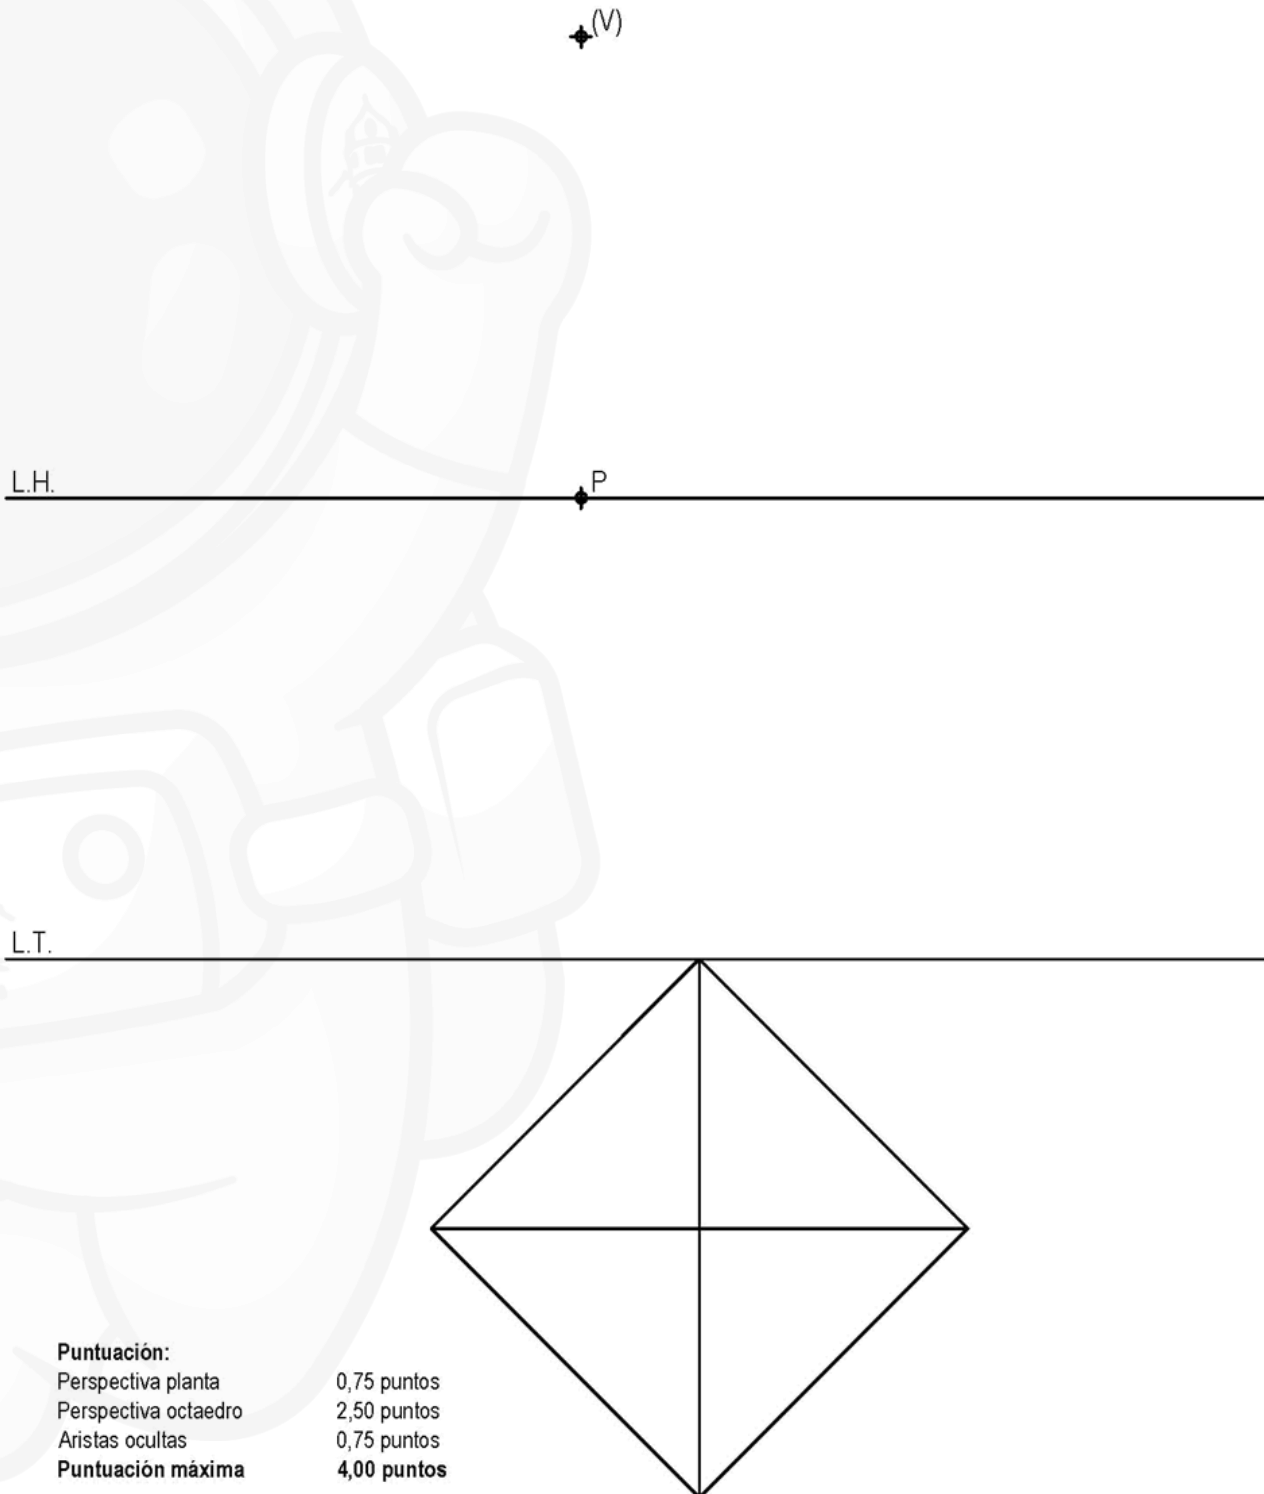 (V)
L.H.
P
L.T.
Puntuación:
Perspectiva planta 0,75 puntos
Perspectiva octaedro 2,50 puntos
Aristas ocultas 0,75 puntos
Puntuación máxima 4,00 puntos